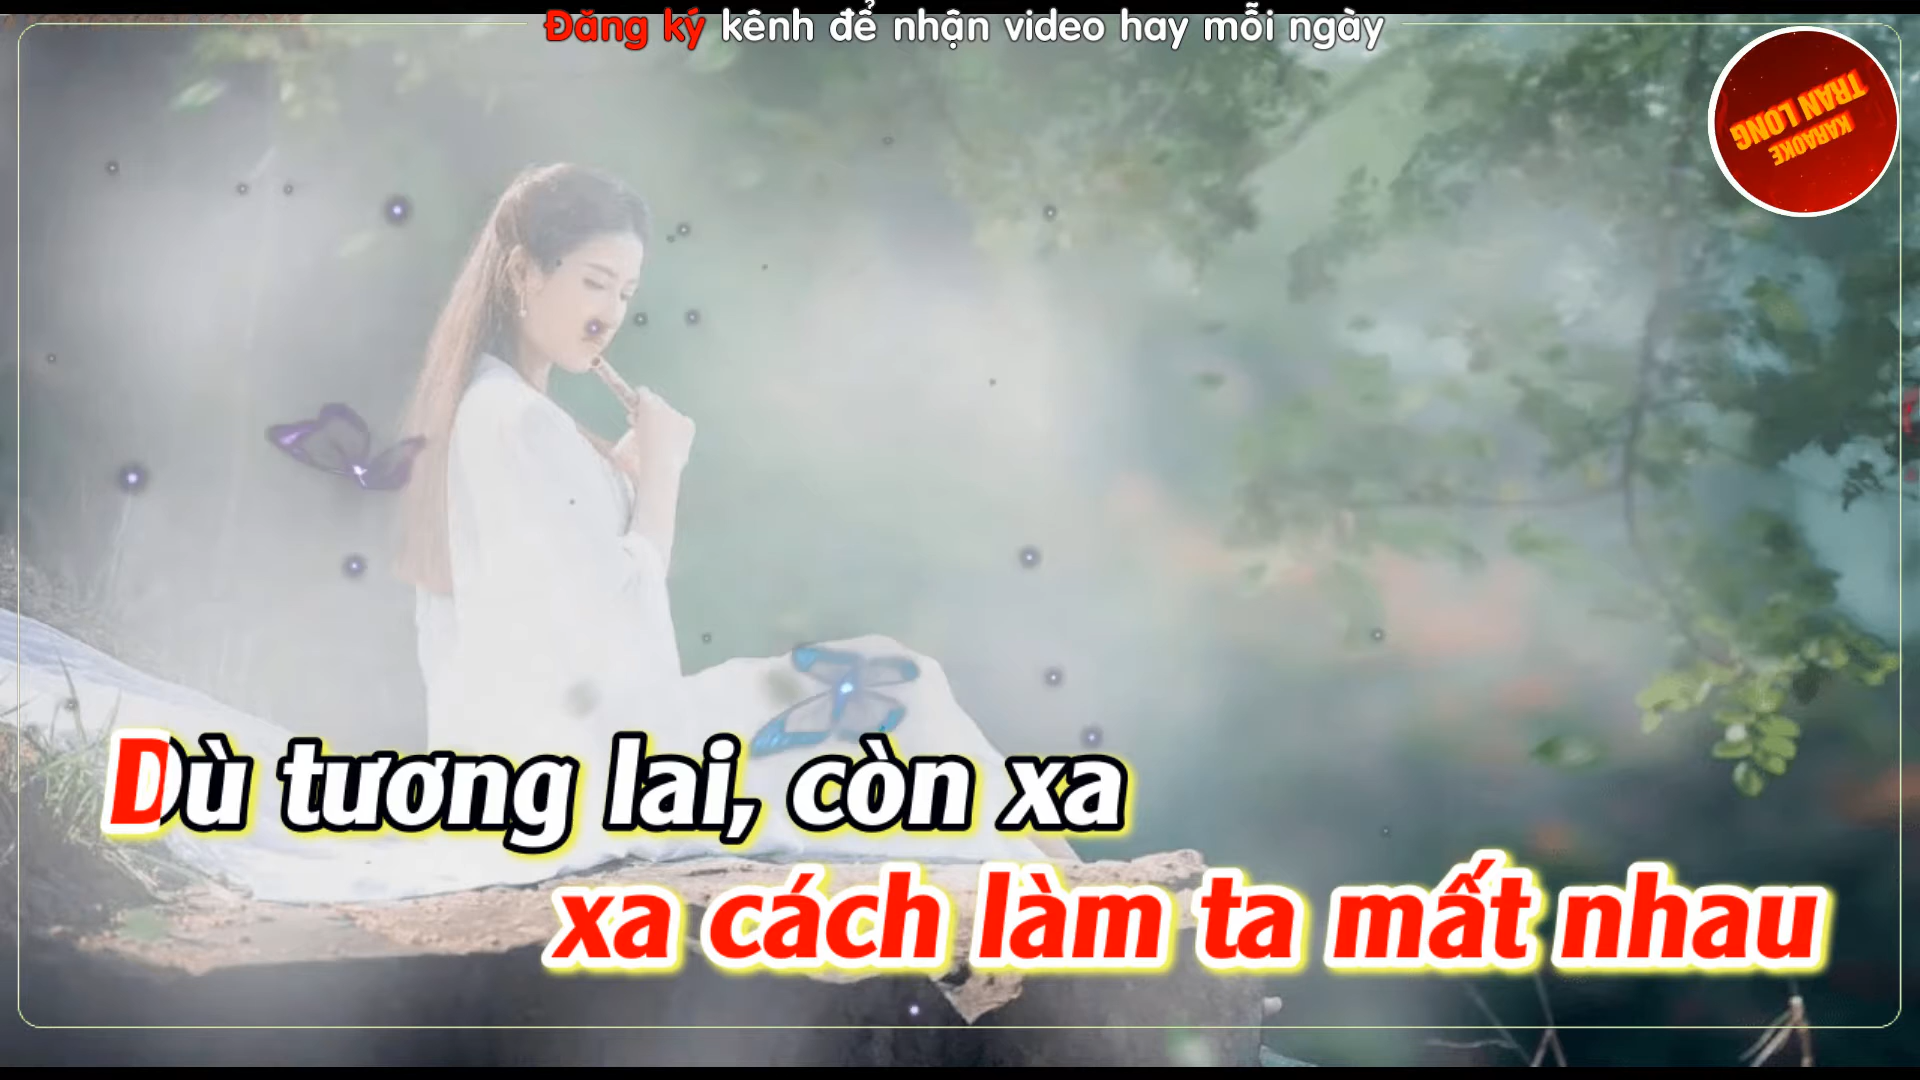 Đăng ký kênh để nhận video hay mỗi ngày
TRAN LONG
KARAOKE
Dù tương lai, còn xa
xa cách làm ta mất nhau